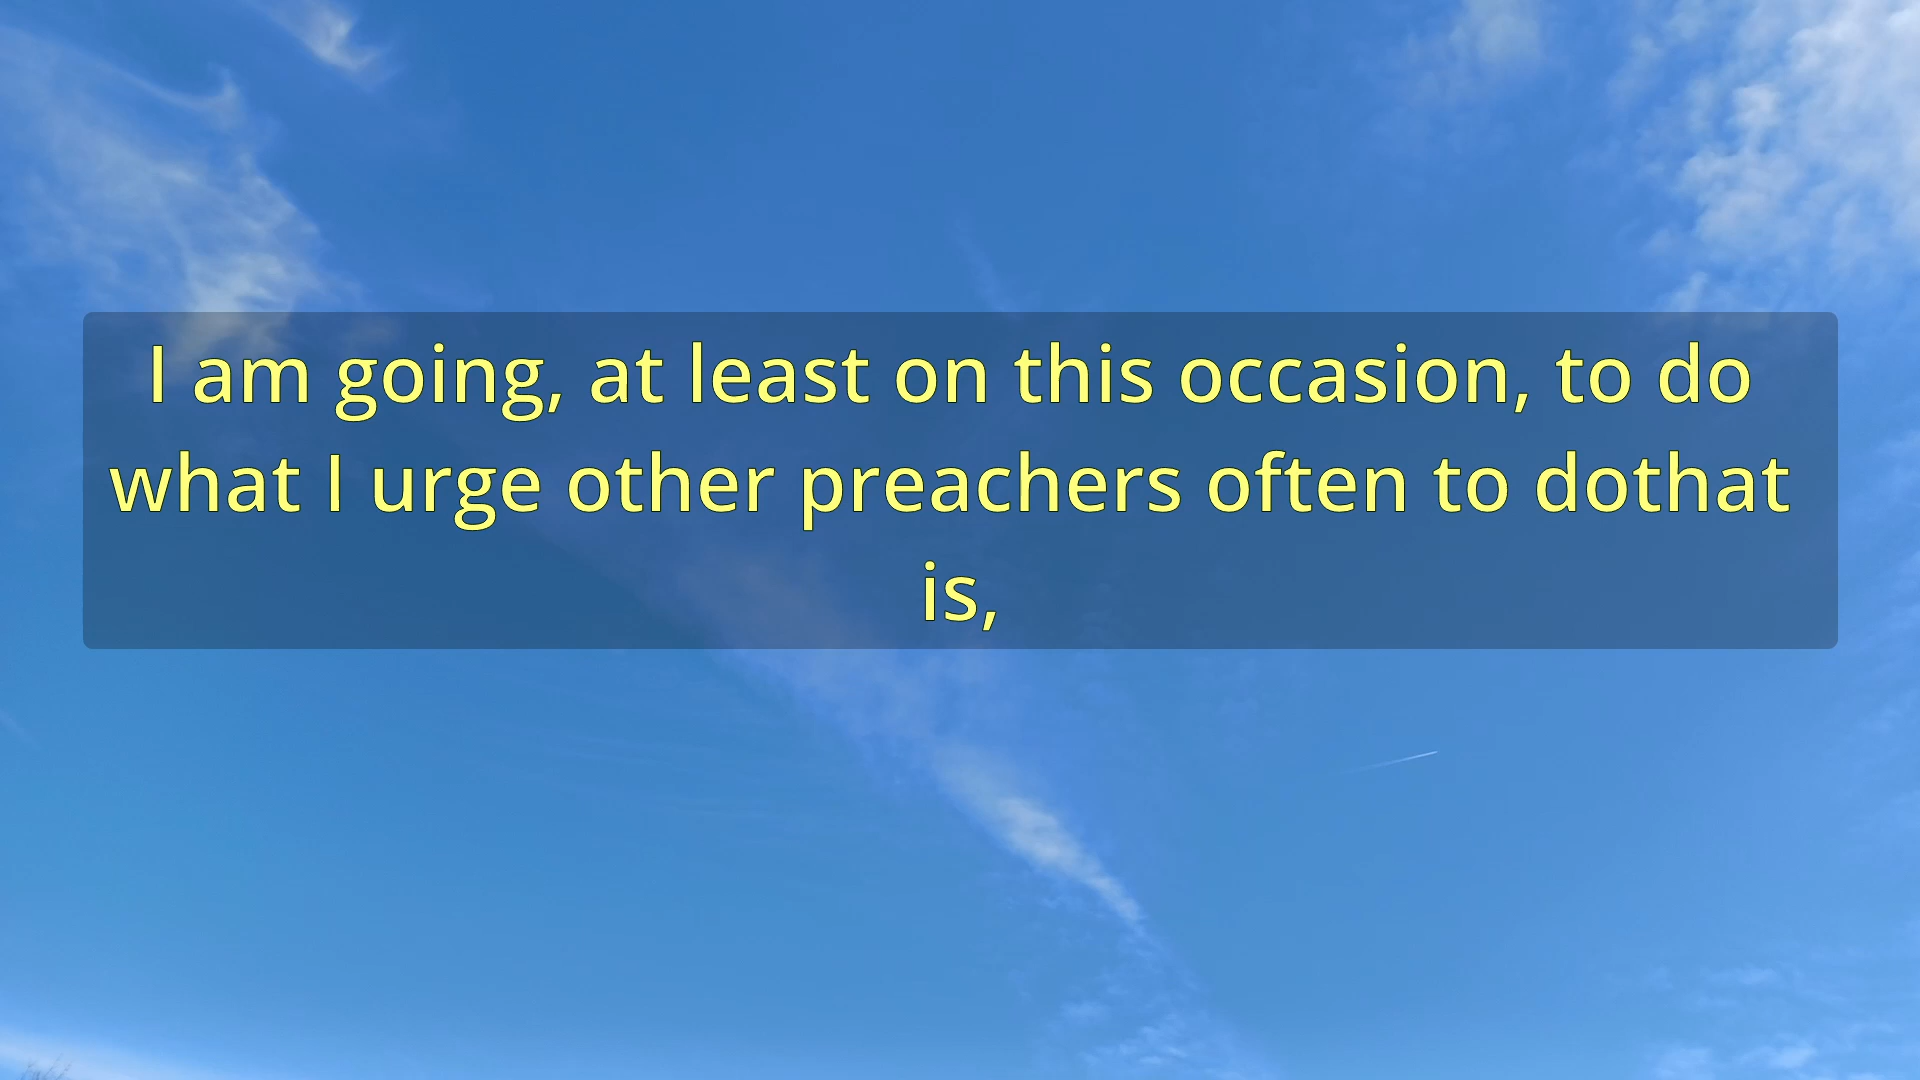 I am going, at least on this occasion, to do
what I urge other preachers often to dothat
is,